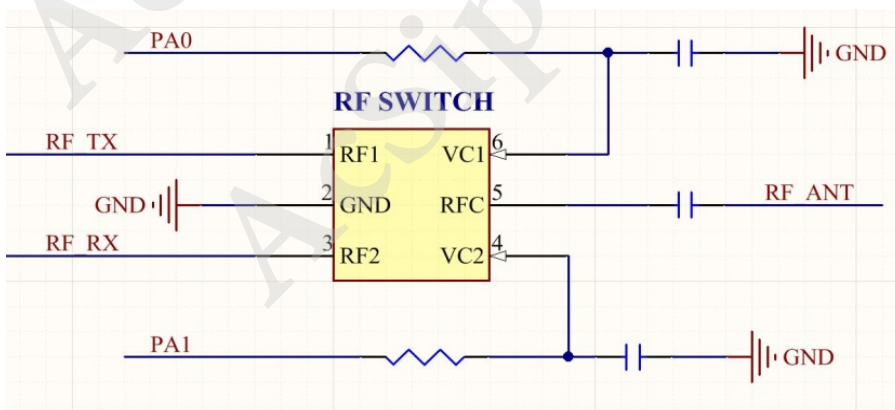 PA0
GND
RF SWITCH
RF_TX 1 RF1 VC1 6
GND 2 GND RFC 5 RF_ANT
RF_RX 3 RF2 VC2 4
PA1
GND
AcSip